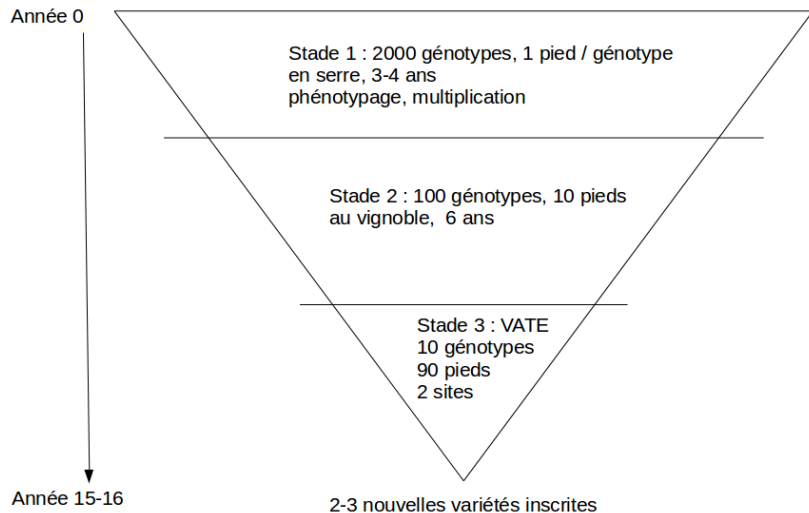 Année 0
Stade 1 : 2000 génotypes, 1 pied / génotype
en serre, 3-4 ans
phénotypage, multiplication
Stade 2 : 100 génotypes, 10 pieds
au vignoble, 6 ans
Stade 3 : VATE
10 génotypes
90 pieds
2 sites
Année 15-16
2-3 nouvelles variétés inscrites